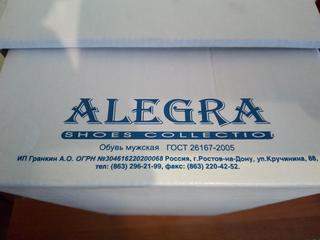 ALEGRA
SHOES COLLECTIO
Обувь мужская ГОСТ 26167-2005
ИП Гранкин А.О. ОГРН №304616220200068 Россия, г.Ростов-на-Дону, ул.Кручинина, 88,
тел: (863) 296-21-99, факс: (863) 220-42-52.